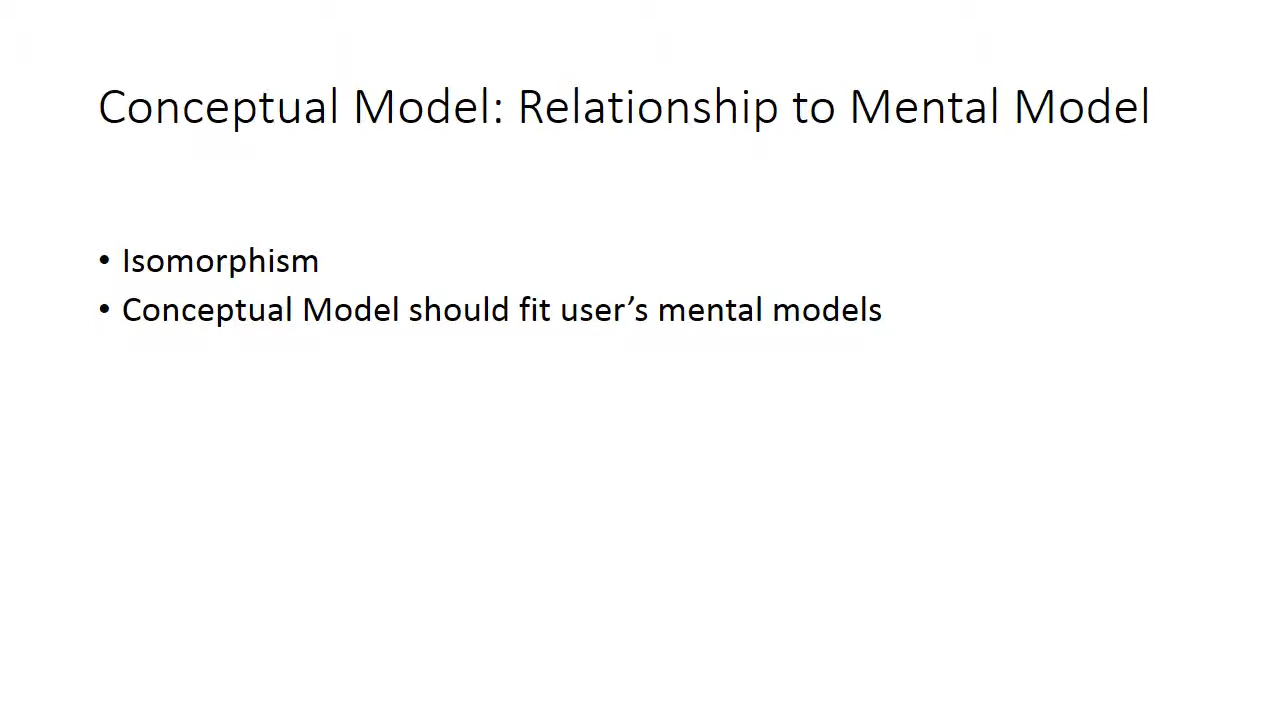 Conceptual Model: Relationship to Mental Model
• Isomorphism
• Conceptual Model should fit user’s mental models